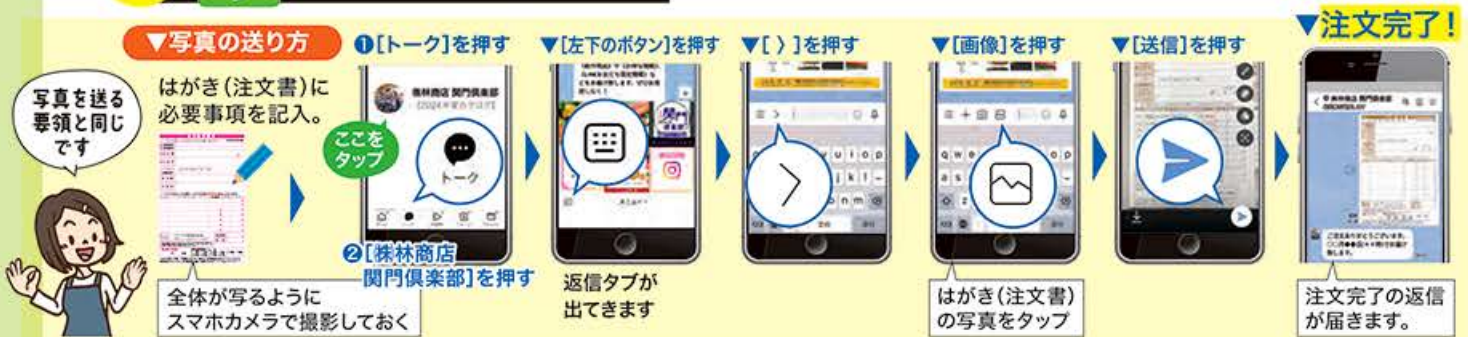 ▼写真の送り方
写真を送る
要領と同じ
です
はがき(注文書)に
必要事項を記入。
全体が写るように
スマホカメラで撮影しておく
❶[トーク]を押す
ここを
タップ
トーク
❷[㈱林商店
関門倶楽部]を押す
▼[左下のボタン]を押す
返信タブが
出てきます
▼[ 〉]を押す
▼[画像]を押す
はがき(注文書)
の写真をタップ
▼[送信]を押す
▼注文完了!
注文完了の返信
が届きます。